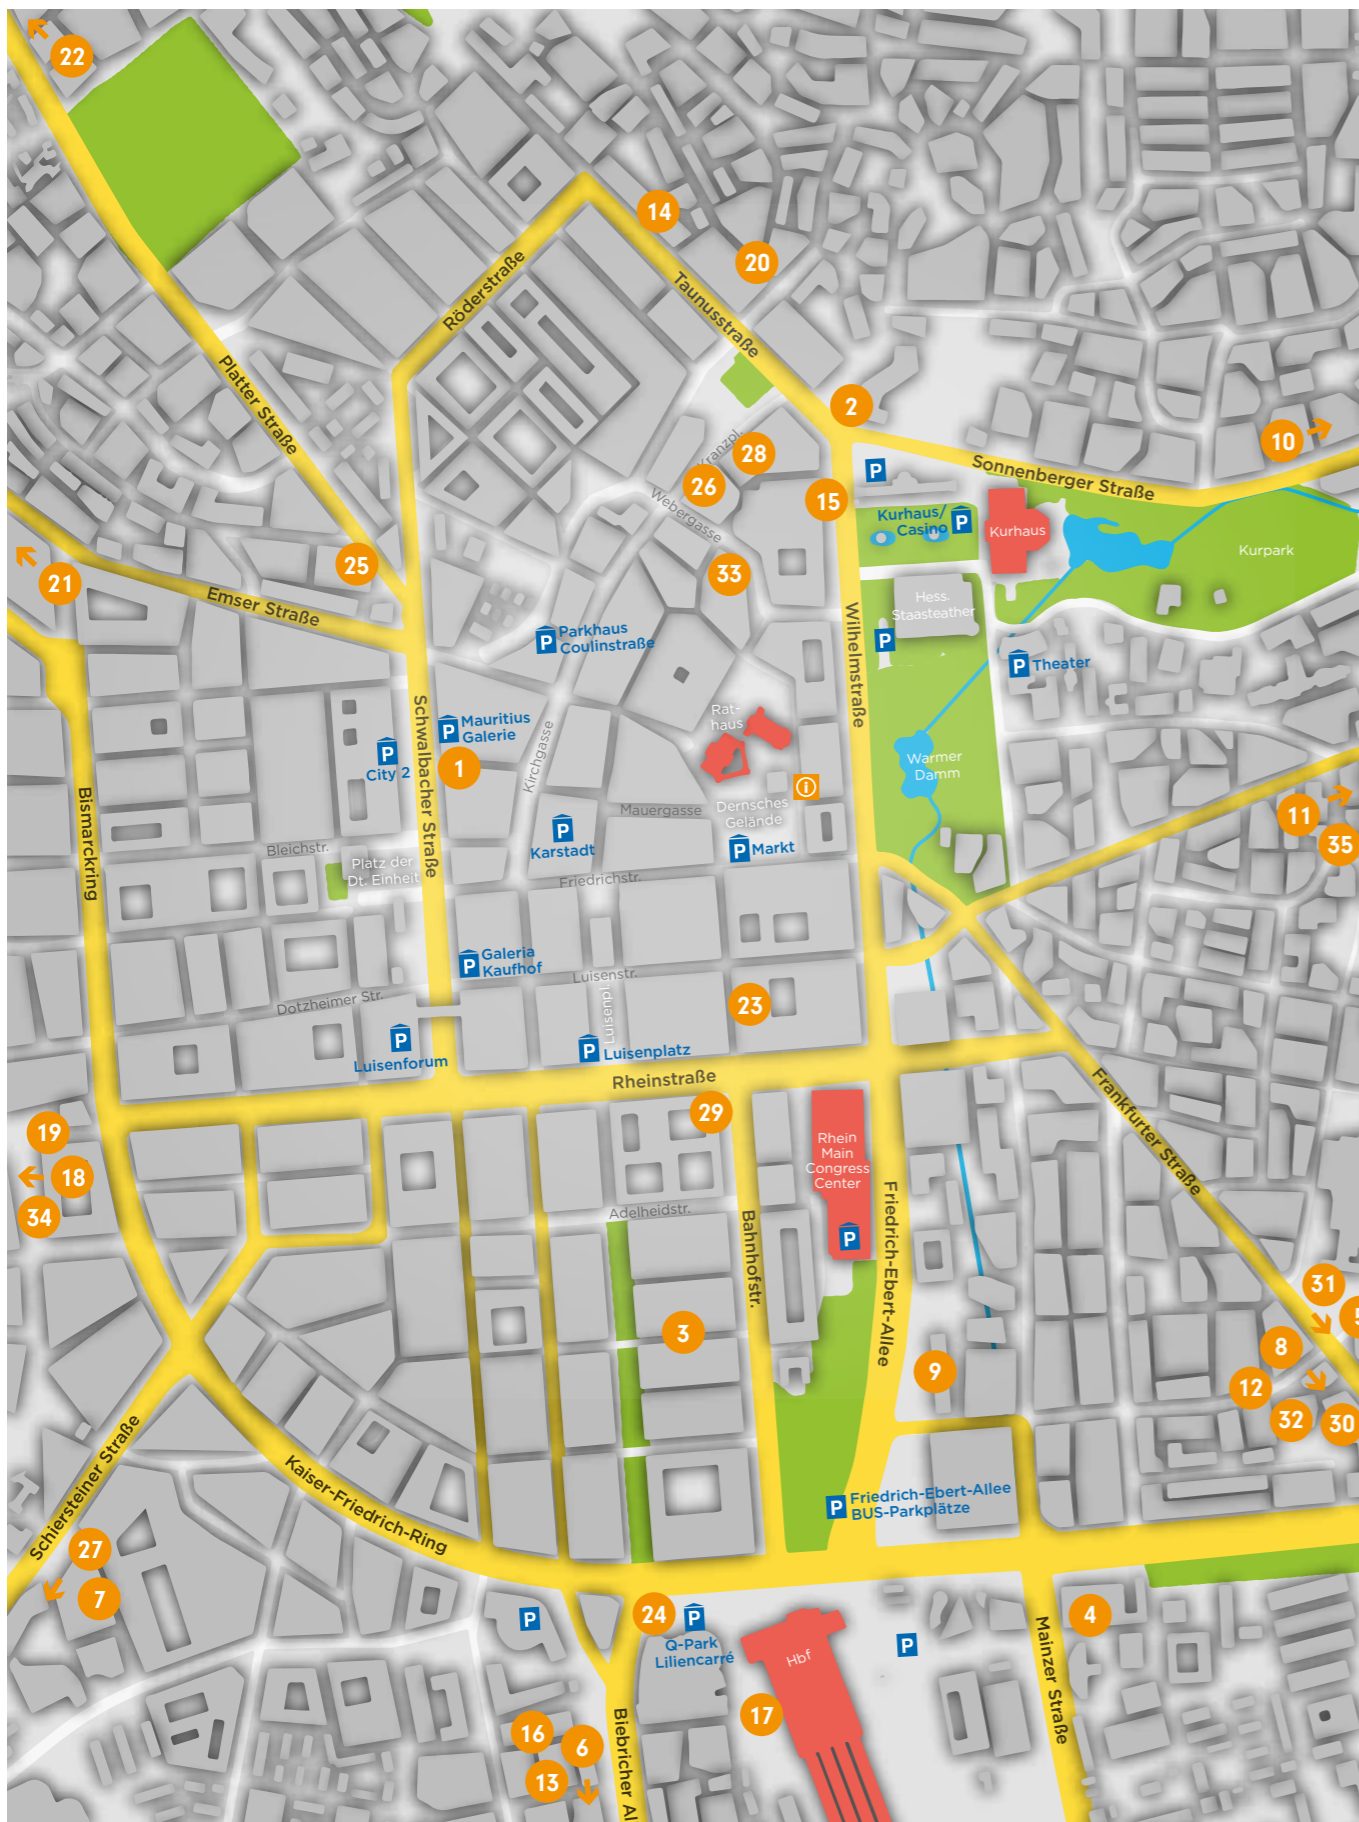 22
14
20
Taunusstraße
Röderstraße
Platter Straße
2
10
Sonnenberger Straße
Kranzpl.
28
26
15
P
Webergasse
Kurhaus/
Casino
P
Kurhaus
Kurpark
25
21
33
Emser Straße
Hess.
Staasteather
Wilhelmstraße
P
Parkhaus
Coulinstraße
P
P
Theater
Rat-
haus
P
Mauritius
Galerie
Schwalbacher Straße
Kirchgasse
P
City 2
1
Warmer
Damm
i
Bismarckring
Mauergasse
Dernsches
Gelände
11
35
P
Karstadt
P
Markt
Bleichstr.
Platz der
Dt. Einheit
Friedrichstr.
P
Galeria
Kaufhof
Luisenstr.
Luisenpl.
Dotzheimer Str.
23
P
Luisenforum
P
Luisenplatz
Rheinstraße
Frankfurter Straße
29
19
18
34
Rhein
Main
Congress
Center
P
Adelheidstr.
Bahnhofstr.
Friedrich-Ebert-Allee
31
5
3
8
9
12
32
30
Schiersteiner Straße
Kaiser-Friedrich-Ring
P
Friedrich-Ebert-Allee
BUS-Parkplätze
27
7
24
P
Q-Park
Liliencarré
P
P
4
Hbf
Mainzer Straße
17
16
6
13
Biebricher Al